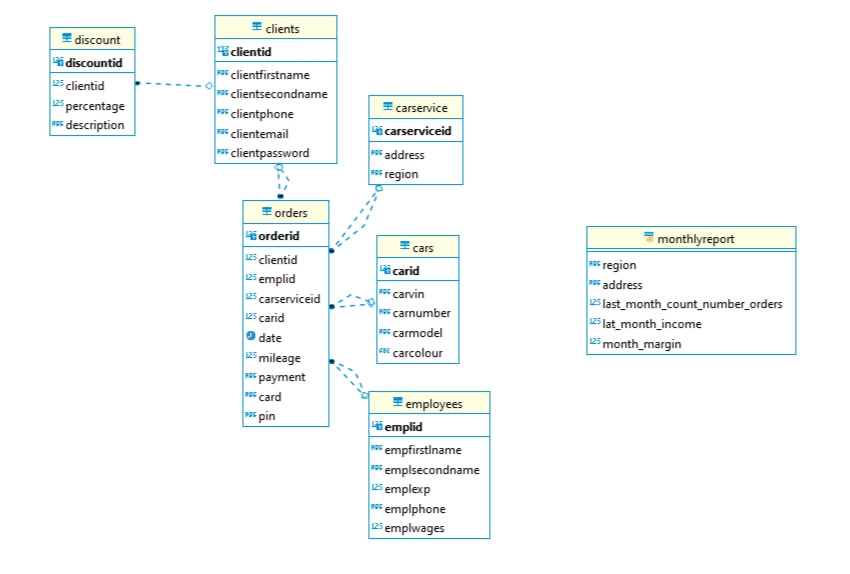 discount
discountid
clientid
percentage
description
clients
clientid
clientfirstname
clientsecondname
clientphone
clientemail
clientpassword
carservice
carserviceid
address
region
orders
orderid
clientid
emplid
carserviceid
carid
date
mileage
payment
card
pin
cars
carid
carvin
carnumber
carmodel
carcolour
employees
emplid
empfirstlname
emplsecondname
emplexp
emplphone
emplwages
monthlyreport
region
address
last_month_count_number_orders
lat_month_income
month_margin